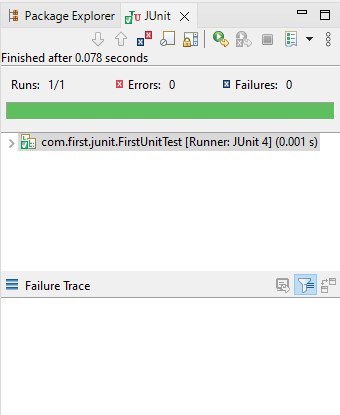 Package Explorer JUnit
Finished after 0.078 seconds
Runs: 1/1 Errors: 0 Failures: 0
com.first.junit.FirstUnitTest [Runner: JUnit 4] (0.001 s)
Failure Trace